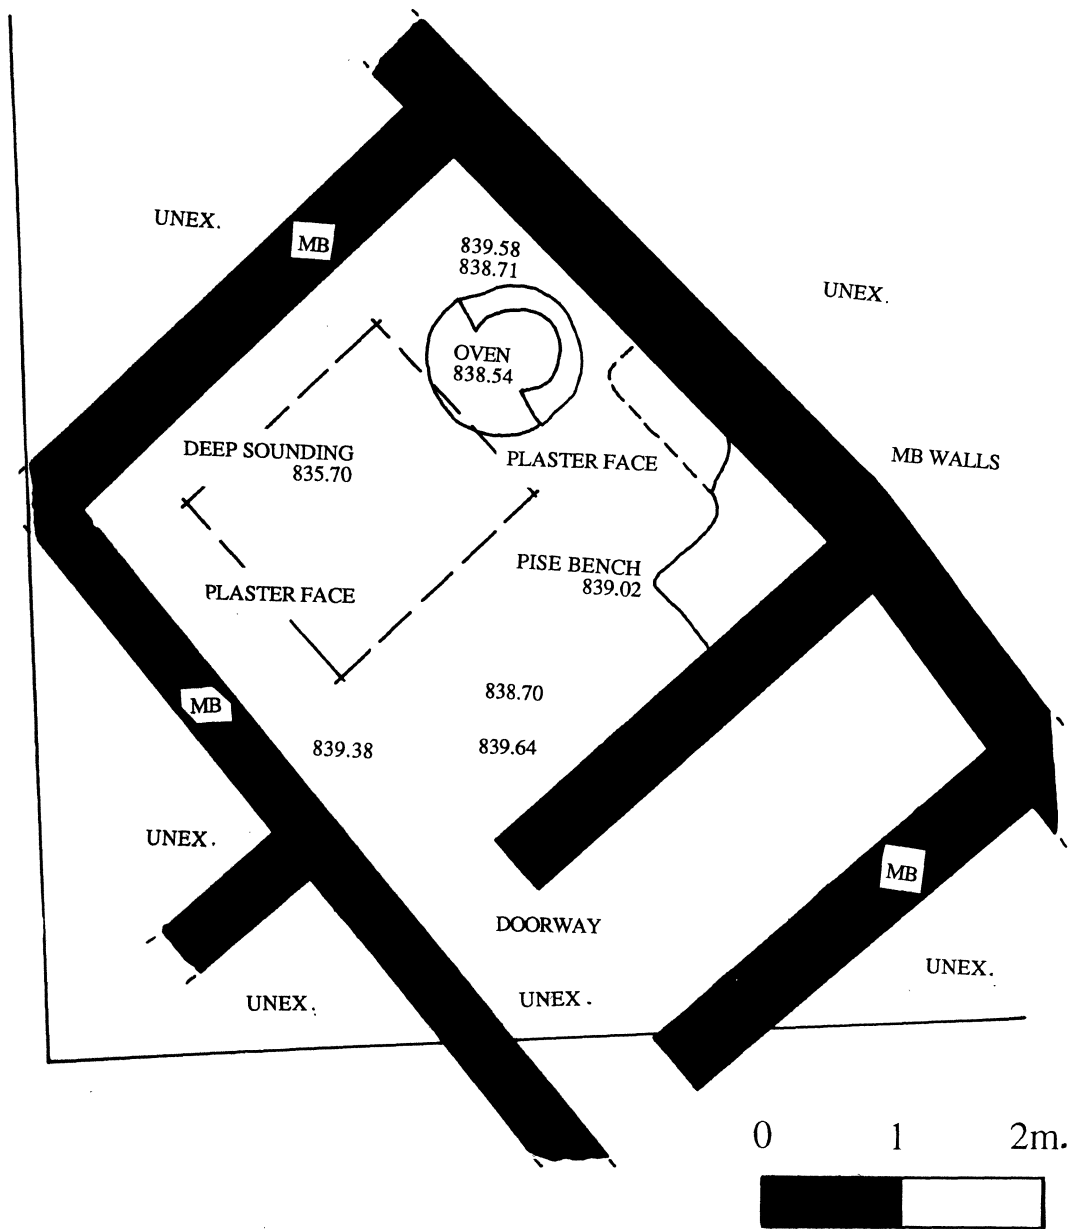 UNEX.
MB
839.58
838.71
UNEX.
OVEN
838.54
DEEP SOUNDING
835.70
PLASTER FACE
MB WALLS
PISE BENCH
839.02
PLASTER FACE
838.70
MB
839.38
839.64
UNEX.
MB
DOORWAY
UNEX.
UNEX.
UNEX.
0 1 2m.